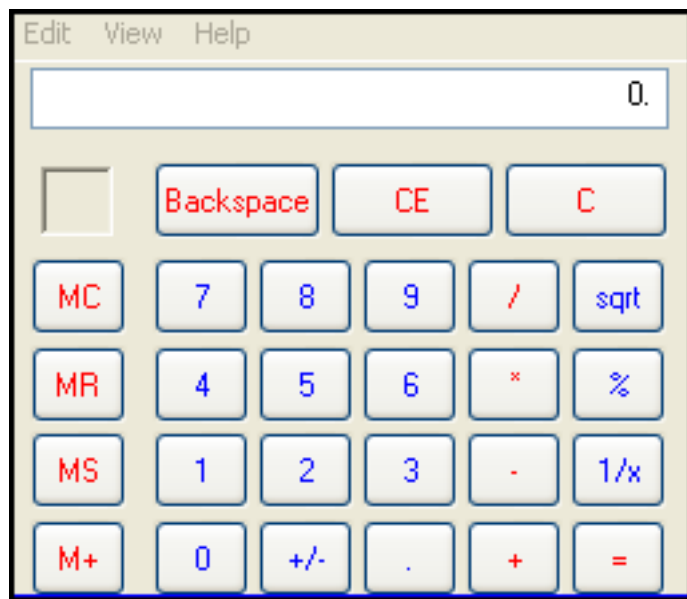 Edit View Help
0.
Backspace CE C
MC 7 8 9 / sqrt
MR 4 5 6 * %
MS 1 2 3 - 1/x
M+ 0 +/- . + =